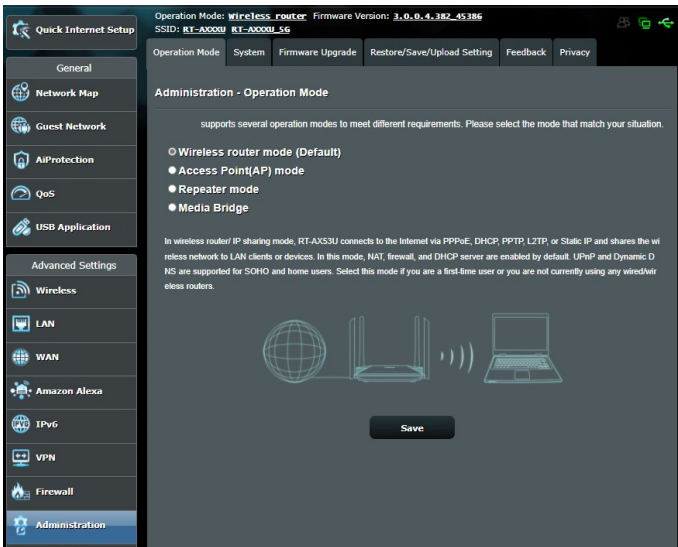 Operation Mode: Wireless router Firmware Version: 3.0.0.4.382_45386
SSID: RT-AXXXU RT-AXXXU_5G
Quick Internet Setup
General
Network Map
Guest Network
AiProtection
QoS
USB Application
Advanced Settings
Wireless
LAN
WAN
Amazon Alexa
IPv6
VPN
Firewall
Administration
Operation Mode System Firmware Upgrade Restore/Save/Upload Setting Feedback Privacy
Administration - Operation Mode
supports several operation modes to meet different requirements. Please select the mode that match your situation.
Wireless router mode (Default)
Access Point(AP) mode
Repeater mode
Media Bridge
In wireless router/ IP sharing mode, RT-AX53U connects to the Internet via PPPoE, DHCP, PPTP, L2TP, or Static IP and shares the wi
reless network to LAN clients or devices. In this mode, NAT, firewall, and DHCP server are enabled by default. UPnP and Dynamic D
NS are supported for SOHO and home users. Select this mode if you are a first-time user or you are not currently using any wired/wir
eless routers.
Save